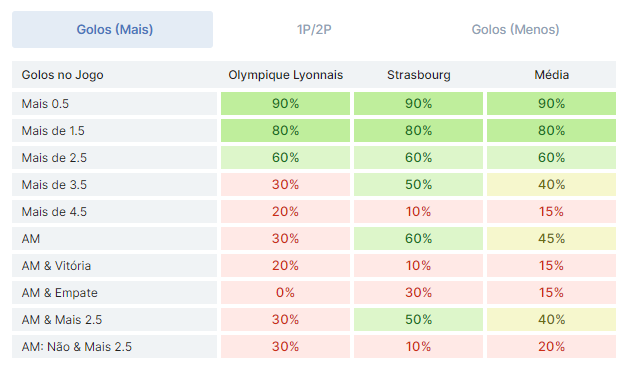 Golos (Mais) 1P/2P Golos (Menos)
Golos no Jogo Olympique Lyonnais Strasbourg Média
Mais 0.5 90% 90% 90%
Mais de 1.5 80% 80% 80%
Mais de 2.5 60% 60% 60%
Mais de 3.5 30% 50% 40%
Mais de 4.5 20% 10% 15%
AM 30% 60% 45%
AM & Vitória 20% 10% 15%
AM & Empate 0% 30% 15%
AM & Mais 2.5 30% 50% 40%
AM: Não & Mais 2.5 30% 10% 20%